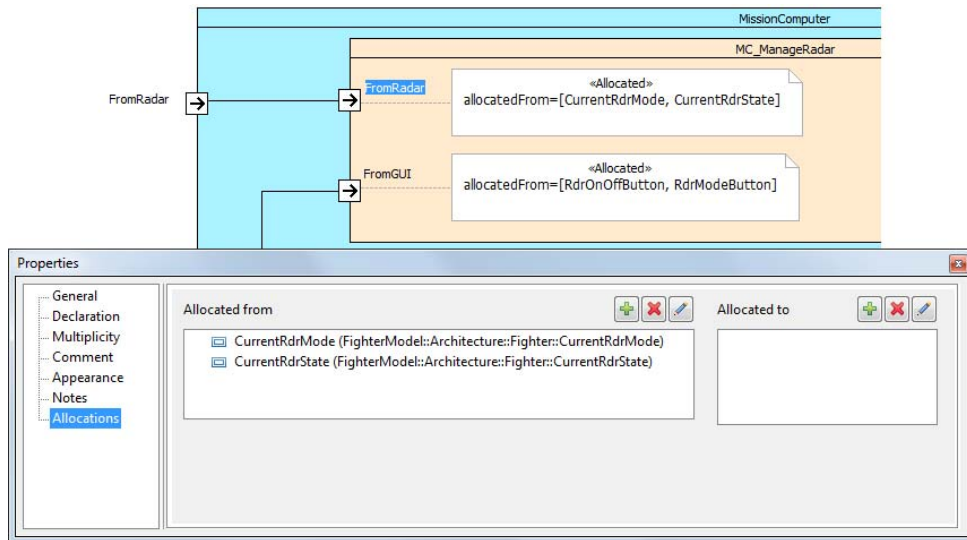 MissionComputer
MC_ManageRadar
FromRadar
FromRadar
«Allocated»
allocatedFrom=[CurrentRdrMode, CurrentRdrState]
FromGUI
«Allocated»
allocatedFrom=[RdrOnOffButton, RdrModeButton]
Properties
General
Declaration
Multiplicity
Comment
Appearance
Notes
Allocations
Allocated from
CurrentRdrMode (FighterModel::Architecture::Fighter::CurrentRdrMode)
CurrentRdrState (FighterModel::Architecture::Fighter::CurrentRdrState)
Allocated to